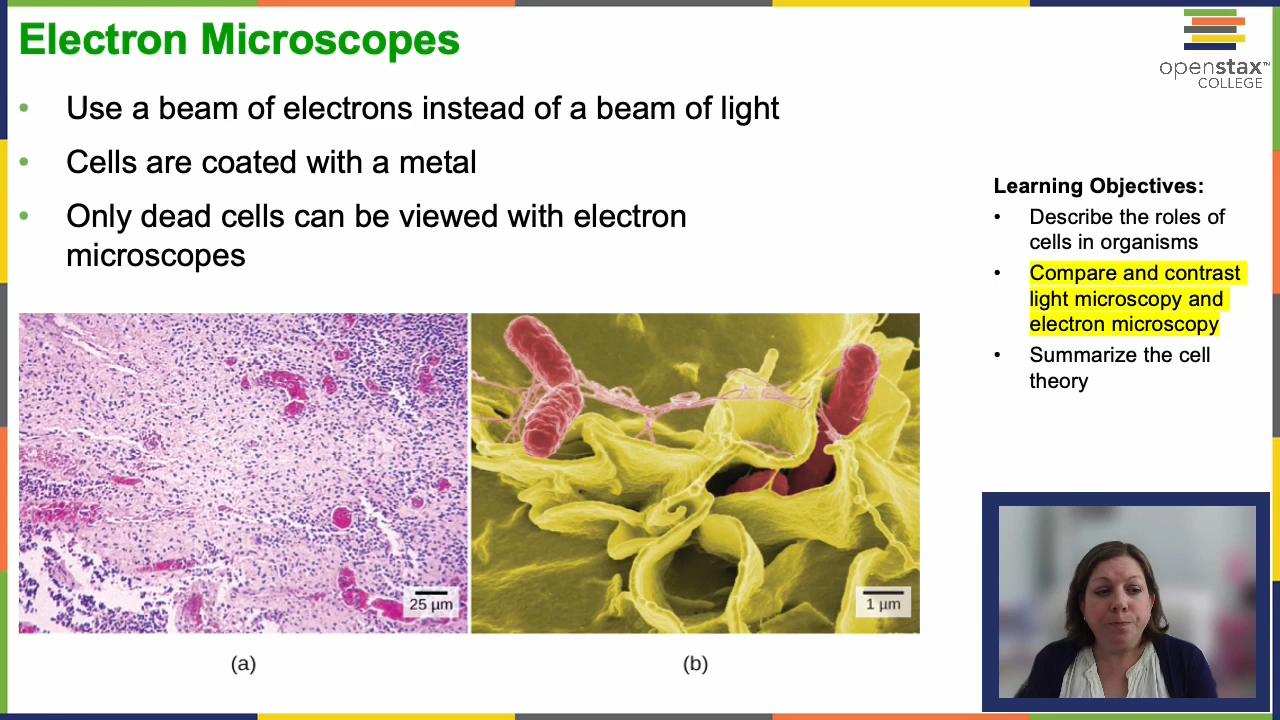 Electron Microscopes
openstax™
COLLEGE
• Use a beam of electrons instead of a beam of light
• Cells are coated with a metal
• Only dead cells can be viewed with electron
microscopes
Learning Objectives:
• Describe the roles of
cells in organisms
• Compare and contrast
light microscopy and
electron microscopy
• Summarize the cell
theory
25 µm
1 µm
(a)
(b)